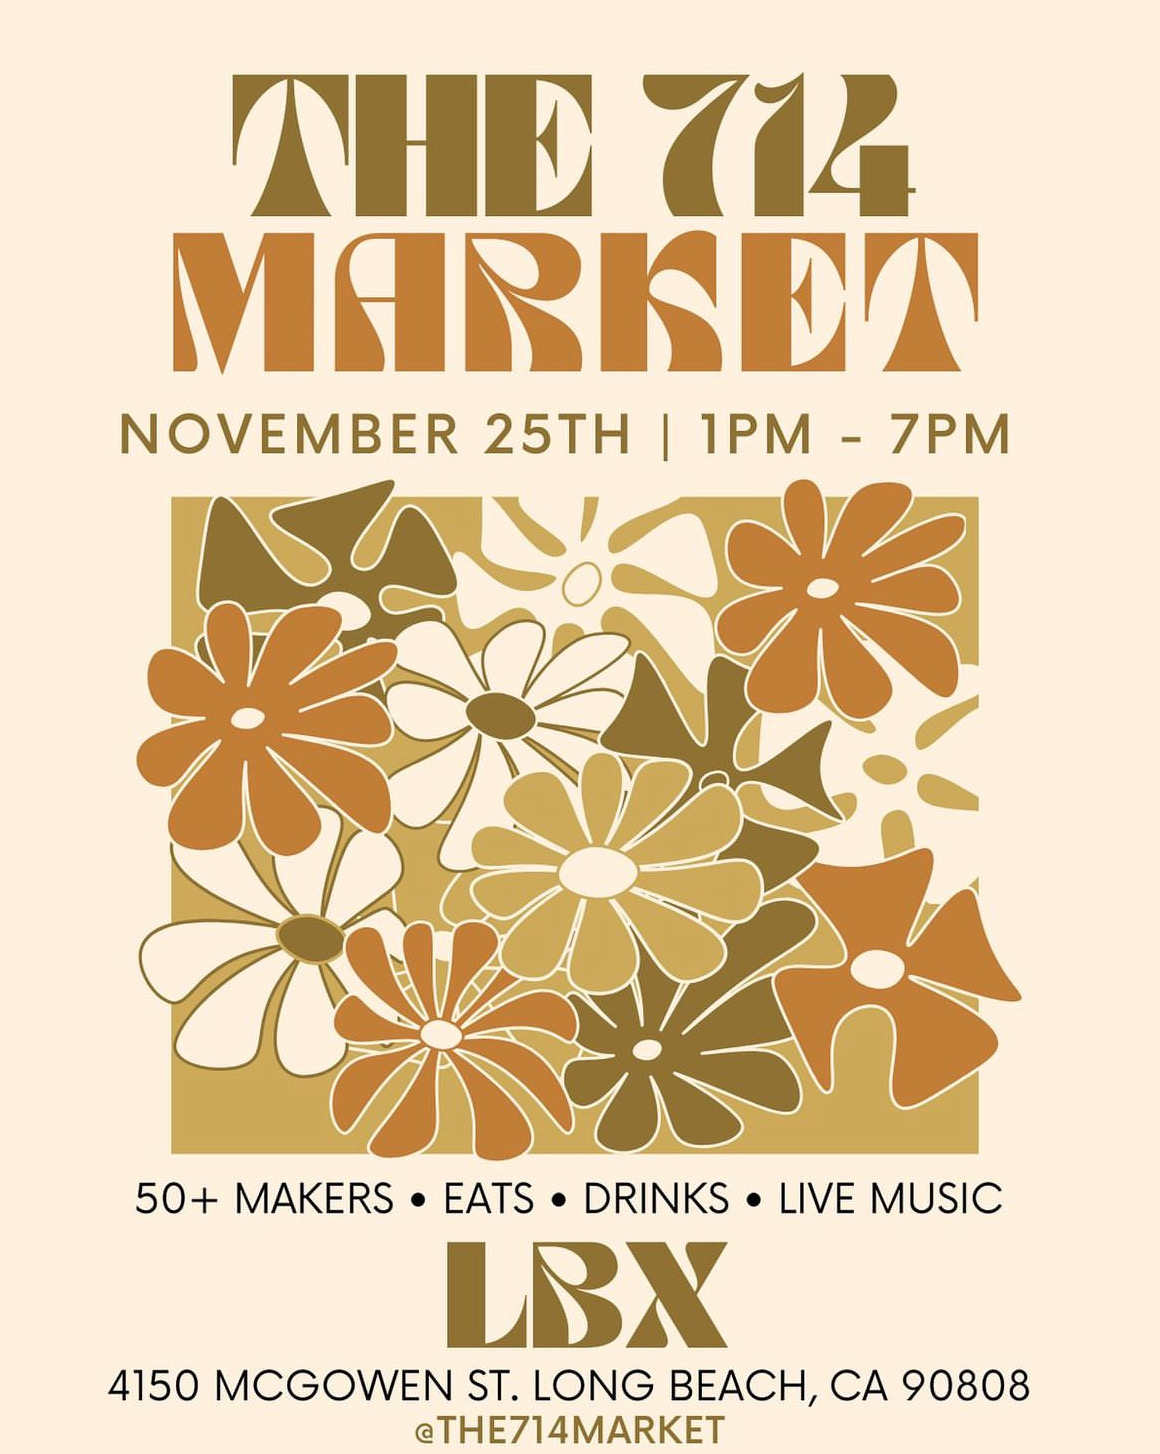 THE 714
MARKET
NOVEMBER 25TH | 1PM - 7PM
50+ MAKERS • EATS • DRINKS • LIVE MUSIC
LBX
4150 MCGOWEN ST. LONG BEACH, CA 90808
@THE714MARKET